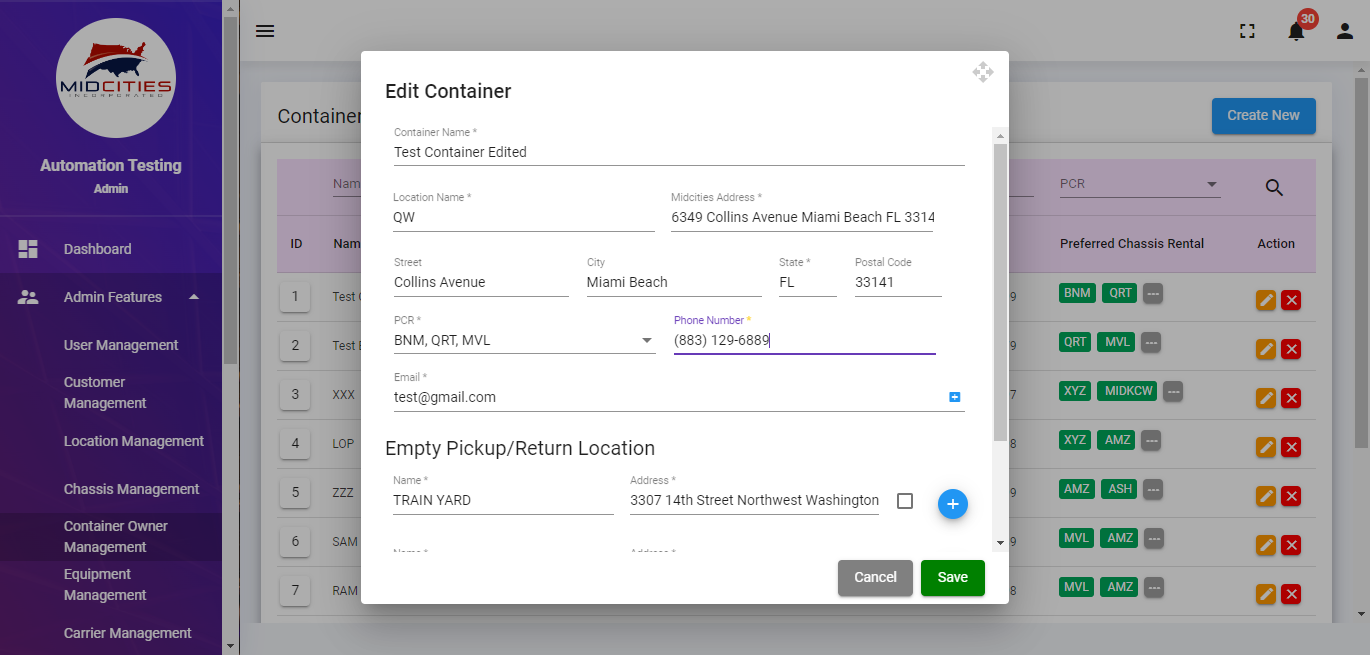 MIDCITIES
INCORPORATED
Automation Testing
Admin
Dashboard
Admin Features
User Management
Customer
Management
Location Management
Chassis Management
Container Owner
Management
Equipment
Management
Carrier Management
30
Container
Create New
Nam
PCR
ID
Nam
Preferred Chassis Rental
Action
1
Test
9
BNM
QRT
---
2
Test
9
QRT
MVL
---
3
XXX
7
XYZ
MIDKCW
---
4
LOP
8
XYZ
AMZ
---
5
ZZZ
9
AMZ
ASH
---
6
SAM
9
MVL
AMZ
---
7
RAM
8
MVL
AMZ
---
Edit Container
Container Name *
Test Container Edited
Location Name *
QW
Midcities Address *
6349 Collins Avenue Miami Beach FL 3314
Street
Collins Avenue
City
Miami Beach
State *
FL
Postal Code
33141
PCR *
BNM, QRT, MVL
Phone Number *
(883) 129-6889
Email *
test@gmail.com
Empty Pickup/Return Location
Name *
TRAIN YARD
Address *
3307 14th Street Northwest Washington
Name *
Address *
Cancel
Save